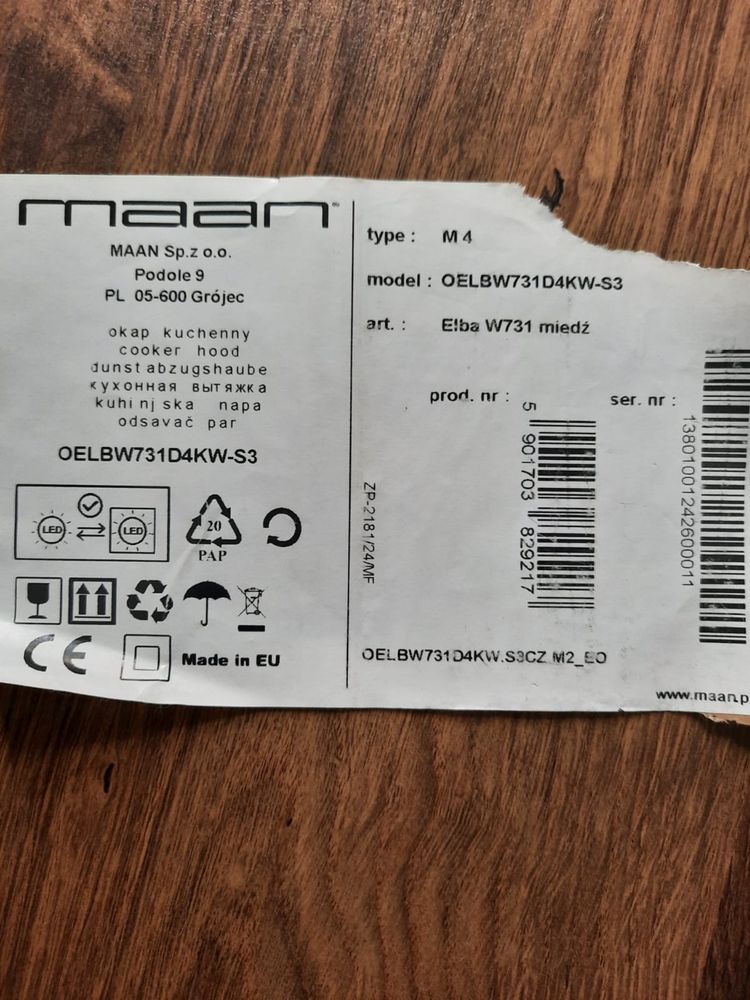 maan
MAAN Sp.z o.o.
Podole 9
PL 05-600 Grójec
okap kuchenny
cooker hood
dunstabzugshaube
кухонная вытяжка
kuhinjska napa
odsavač par
OELBW731D4KW-S3
LED LED
20
PAP
CE
Made in EU
type : M 4
model : OELBW731D4KW-S3
art. : Elba W731 miedź
prod. nr :
5 901703 829217
ser. nr :
13801001242600011
ZP-2181/24/MF
OELBW731D4KW.S3CZ M2_EO
www.maan.p